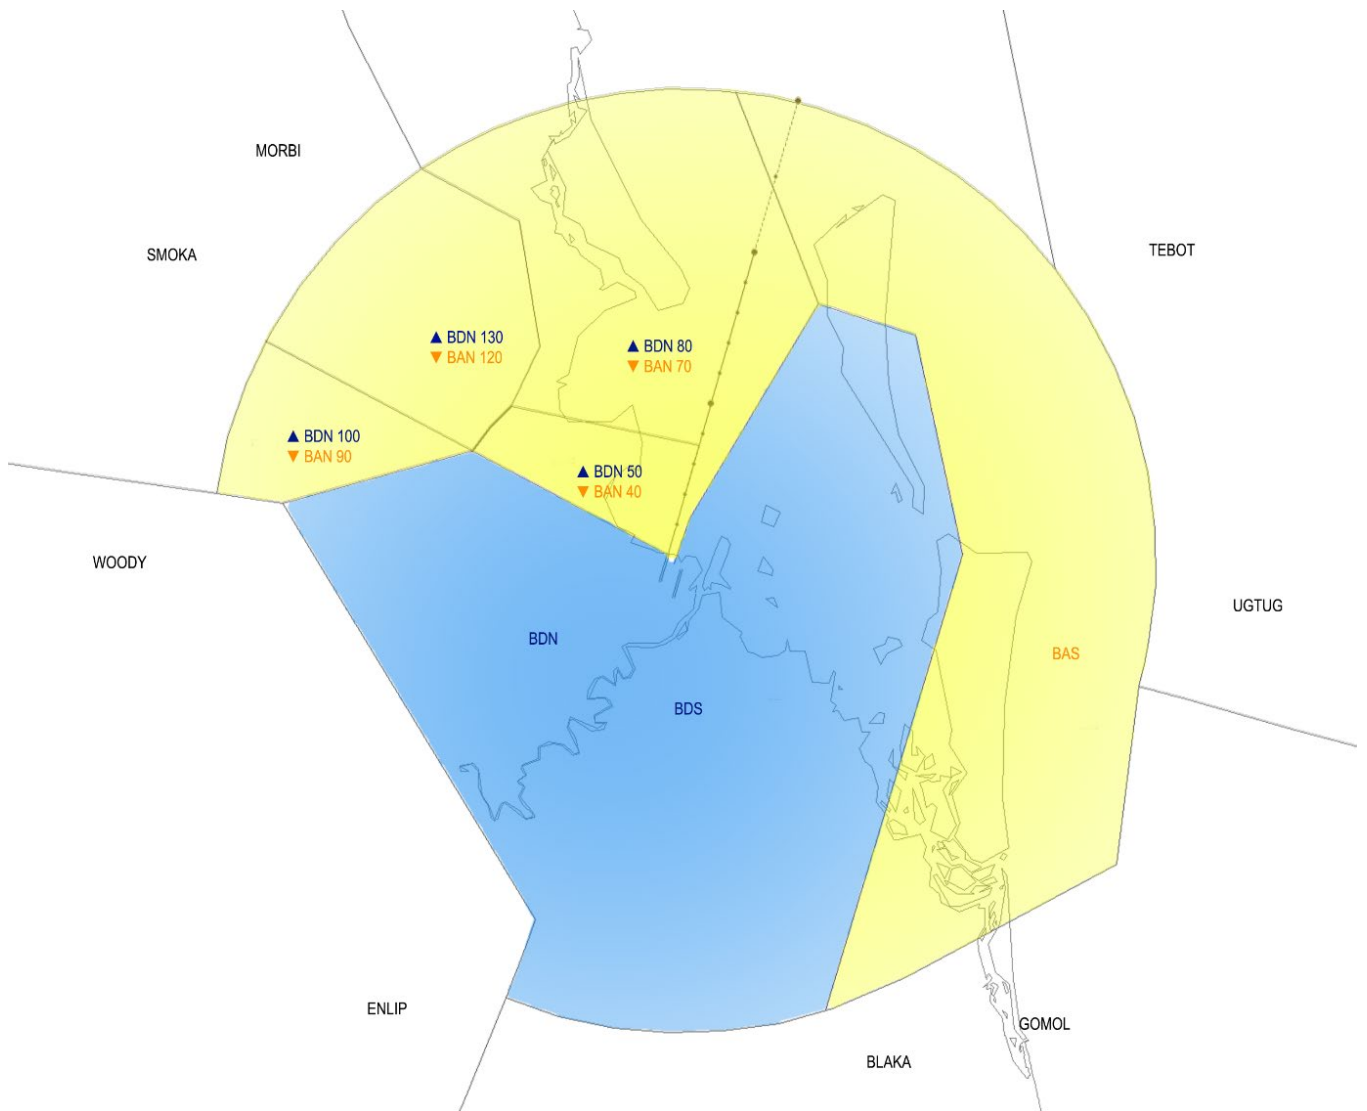 MORBI
SMOKA
TEBOT
▲ BDN 130
▼ BAN 120
▲ BDN 80
▼ BAN 70
▲ BDN 100
▼ BAN 90
▲ BDN 50
▼ BAN 40
WOODY
UGTUG
BDN
BAS
BDS
ENLIP
GOMOL
BLAKA